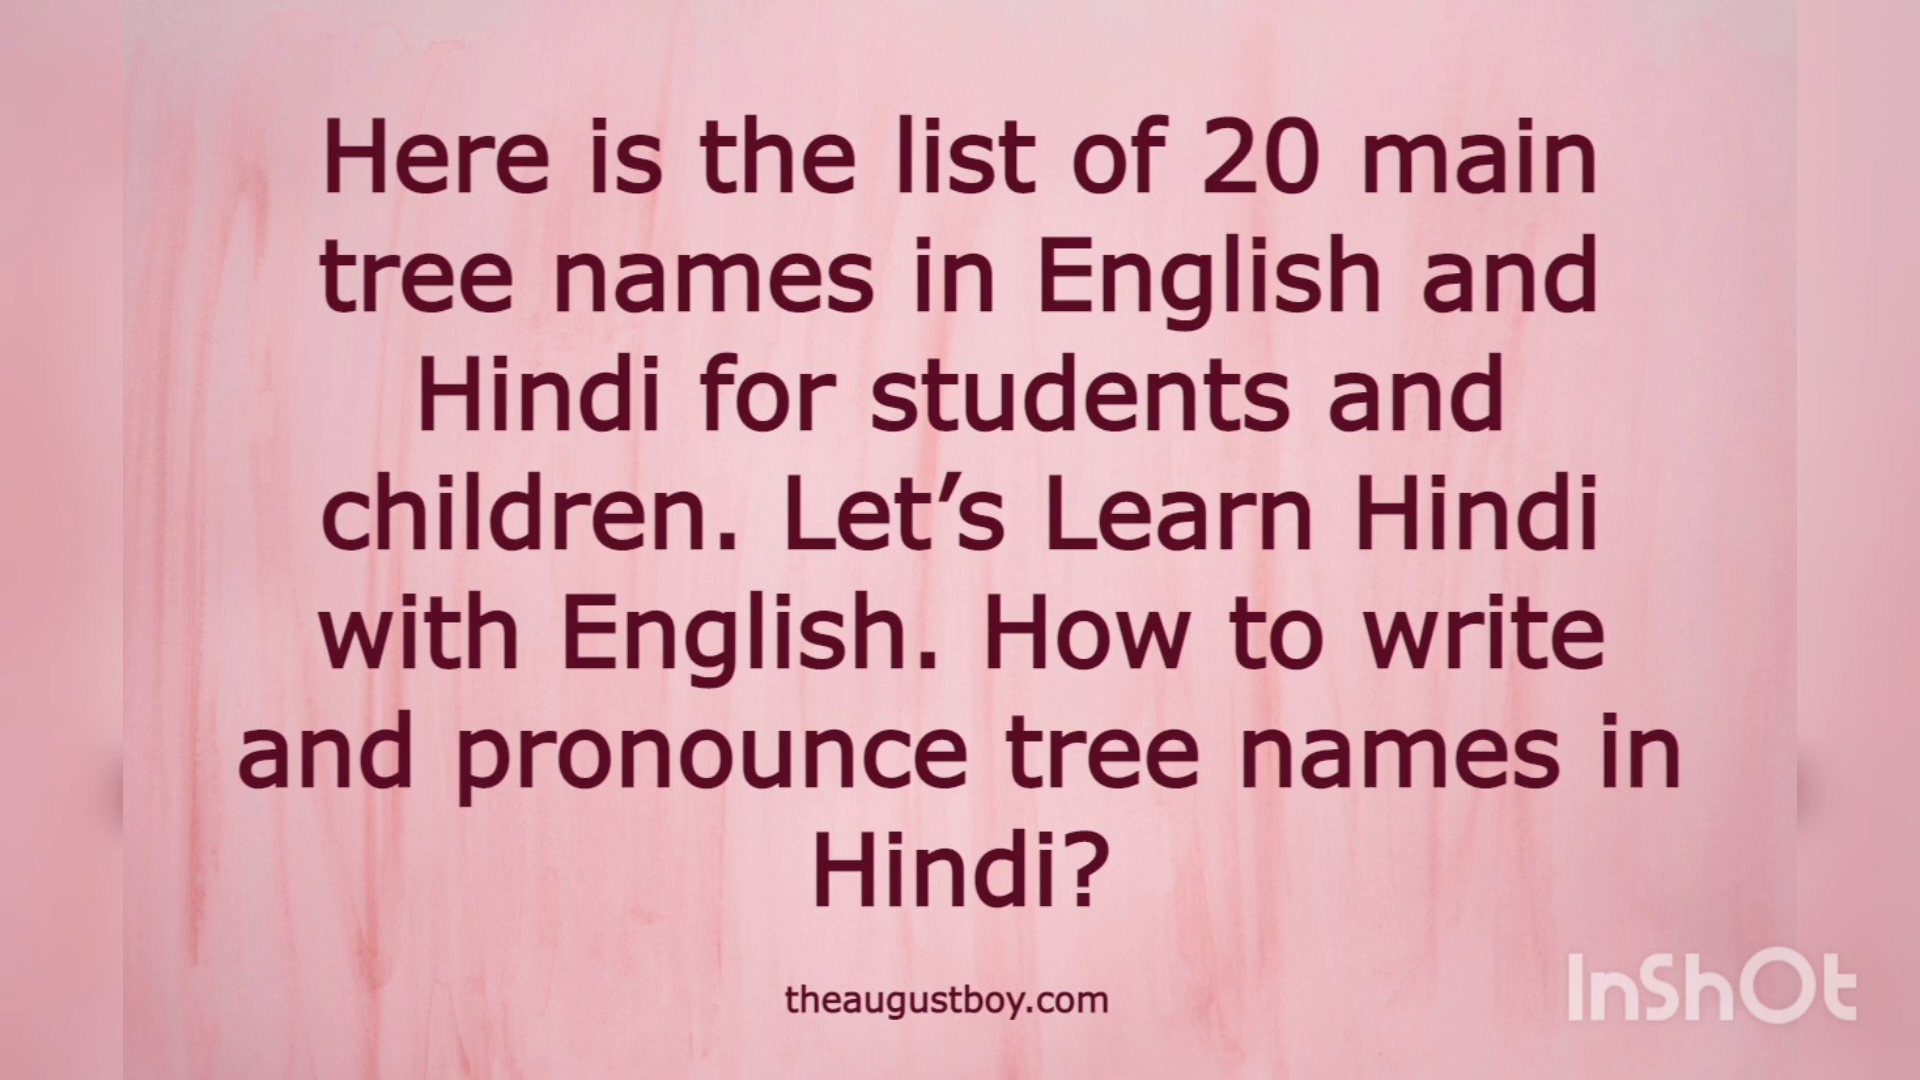 Here is the list of 20 main
tree names in English and
Hindi for students and
children. Let’s Learn Hindi
with English. How to write
and pronounce tree names in
Hindi?
theaugustboy.com
InShOt